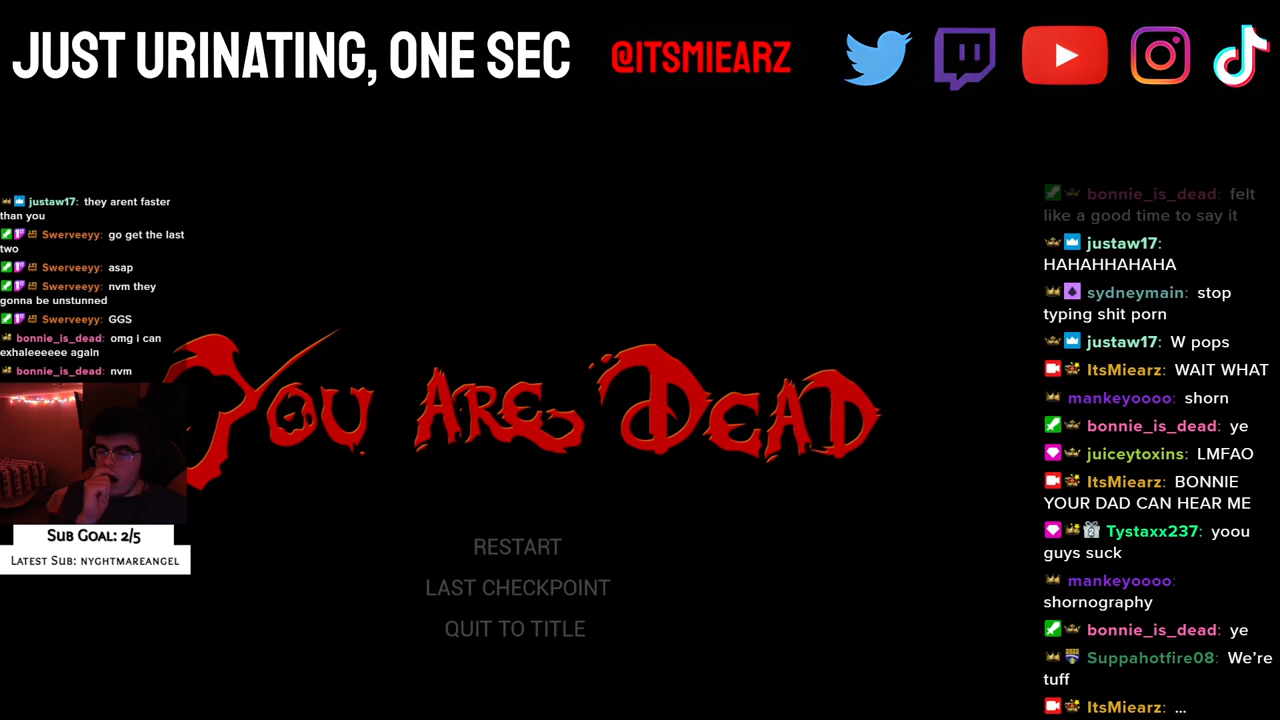 JUST URINATING, ONE SEC
@ITSMIEARZ
justaw17: they arent faster
than you
Swerveeyy: go get the last
two
Swerveeyy: asap
Swerveeyy: nvm they
gonna be unstunned
Swerveeyy: GGS
bonnie_is_dead: omg i can
exhaleeeeee again
bonnie_is_dead: nvm
YOU ARE DEAD
SUB GOAL: 2/5
LATEST SUB: NYGHTMAREANGEL
RESTART
LAST CHECKPOINT
QUIT TO TITLE
bonnie_is_dead: felt
like a good time to say it
justaw17:
HAHAHHAHAHA
sydneymain: stop
typing shit porn
justaw17: W pops
ItsMiearz: WAIT WHAT
mankeyoooo: shorn
bonnie_is_dead: ye
juiceytoxins: LMFAO
ItsMiearz: BONNIE
YOUR DAD CAN HEAR ME
Tystaxx237: yoou
guys suck
mankeyoooo:
shornography
bonnie_is_dead: ye
Suppahotfire08: We're
tuff
ItsMiearz: ...